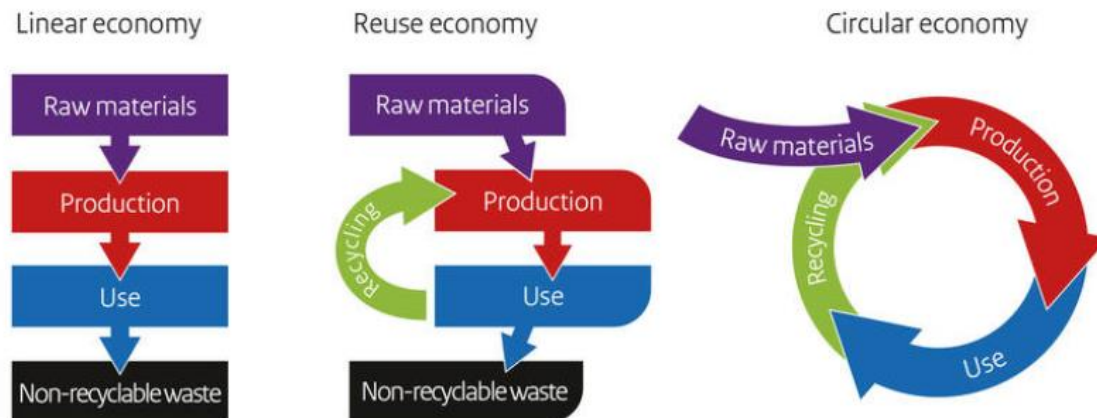 Linear economy
Raw materials
Production
Use
Non-recyclable waste
Reuse economy
Raw materials
Production
Recycling
Use
Non-recyclable waste
Circular economy
Raw materials
Production
Use
Recycling